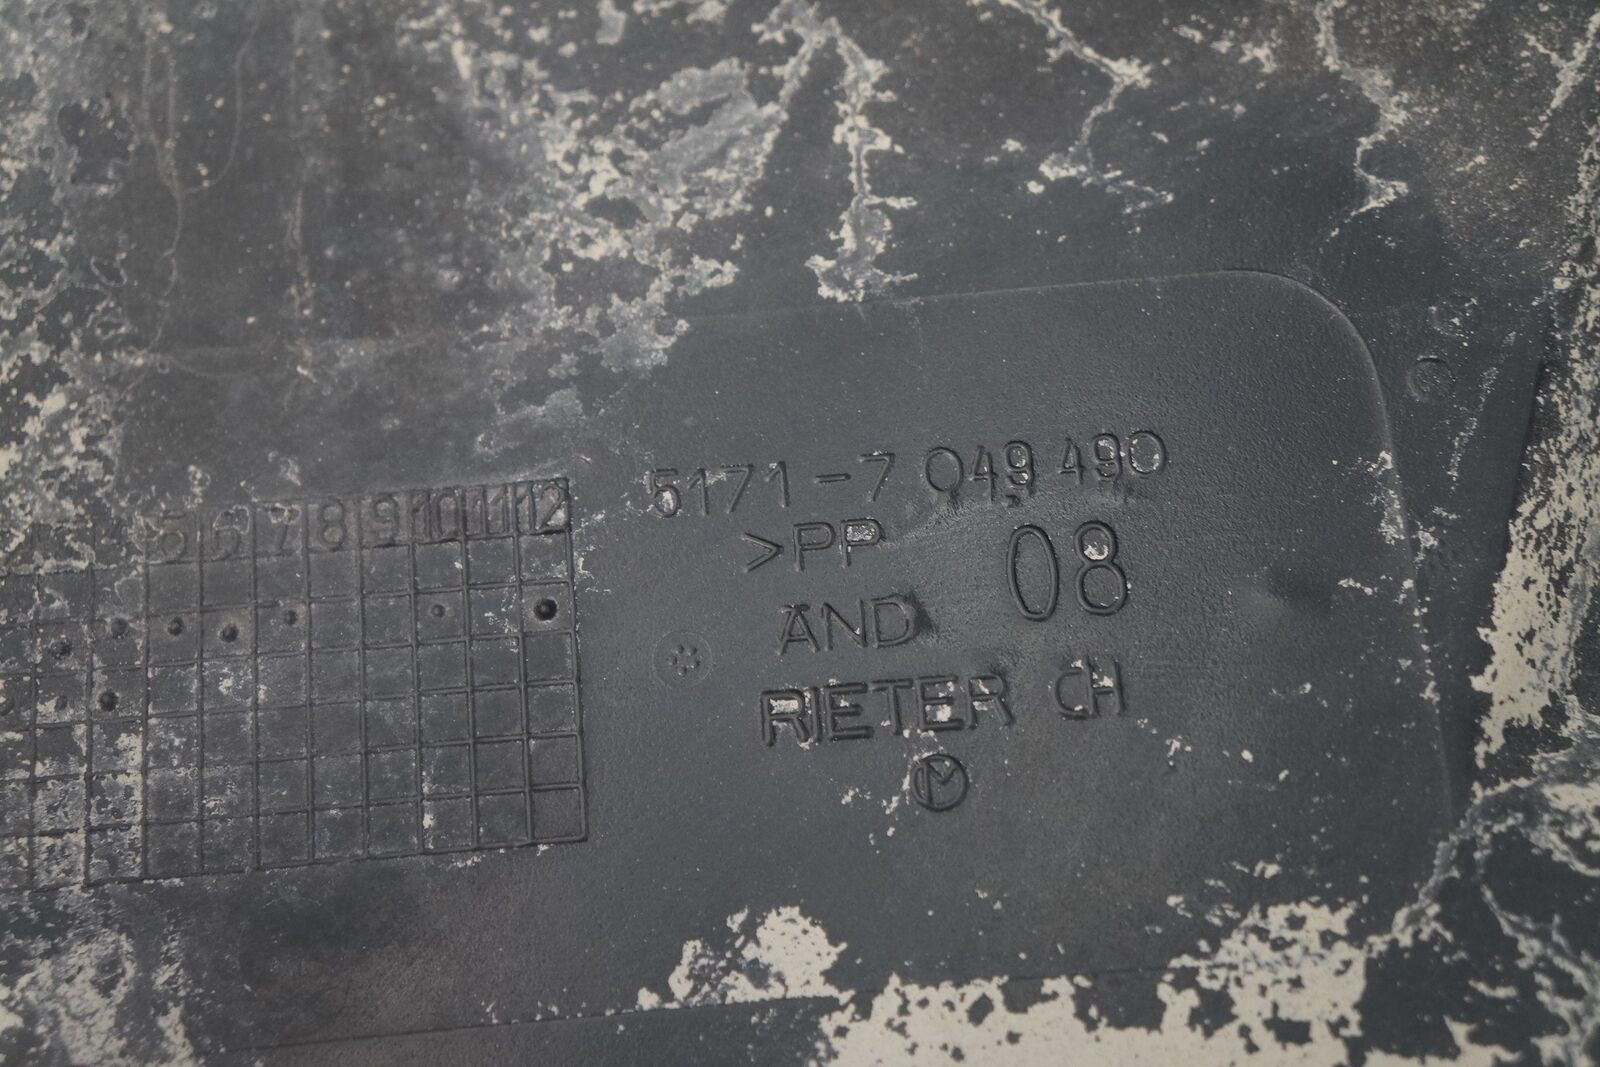 5171-7 049 490
>PP
08
AND
RIETER CH
5 6 7 8 9 10 11 12